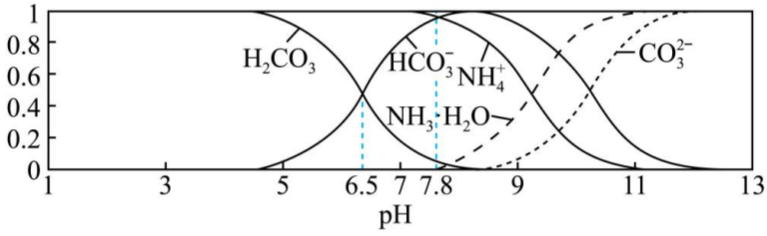 1
0.8
0.6
0.4
0.2
0
H₂CO₃
HCO₃⁻
NH₄⁺
CO₃²⁻
NH₃·H₂O
1 3 5 6.5 7 7.8 9 11 13
pH